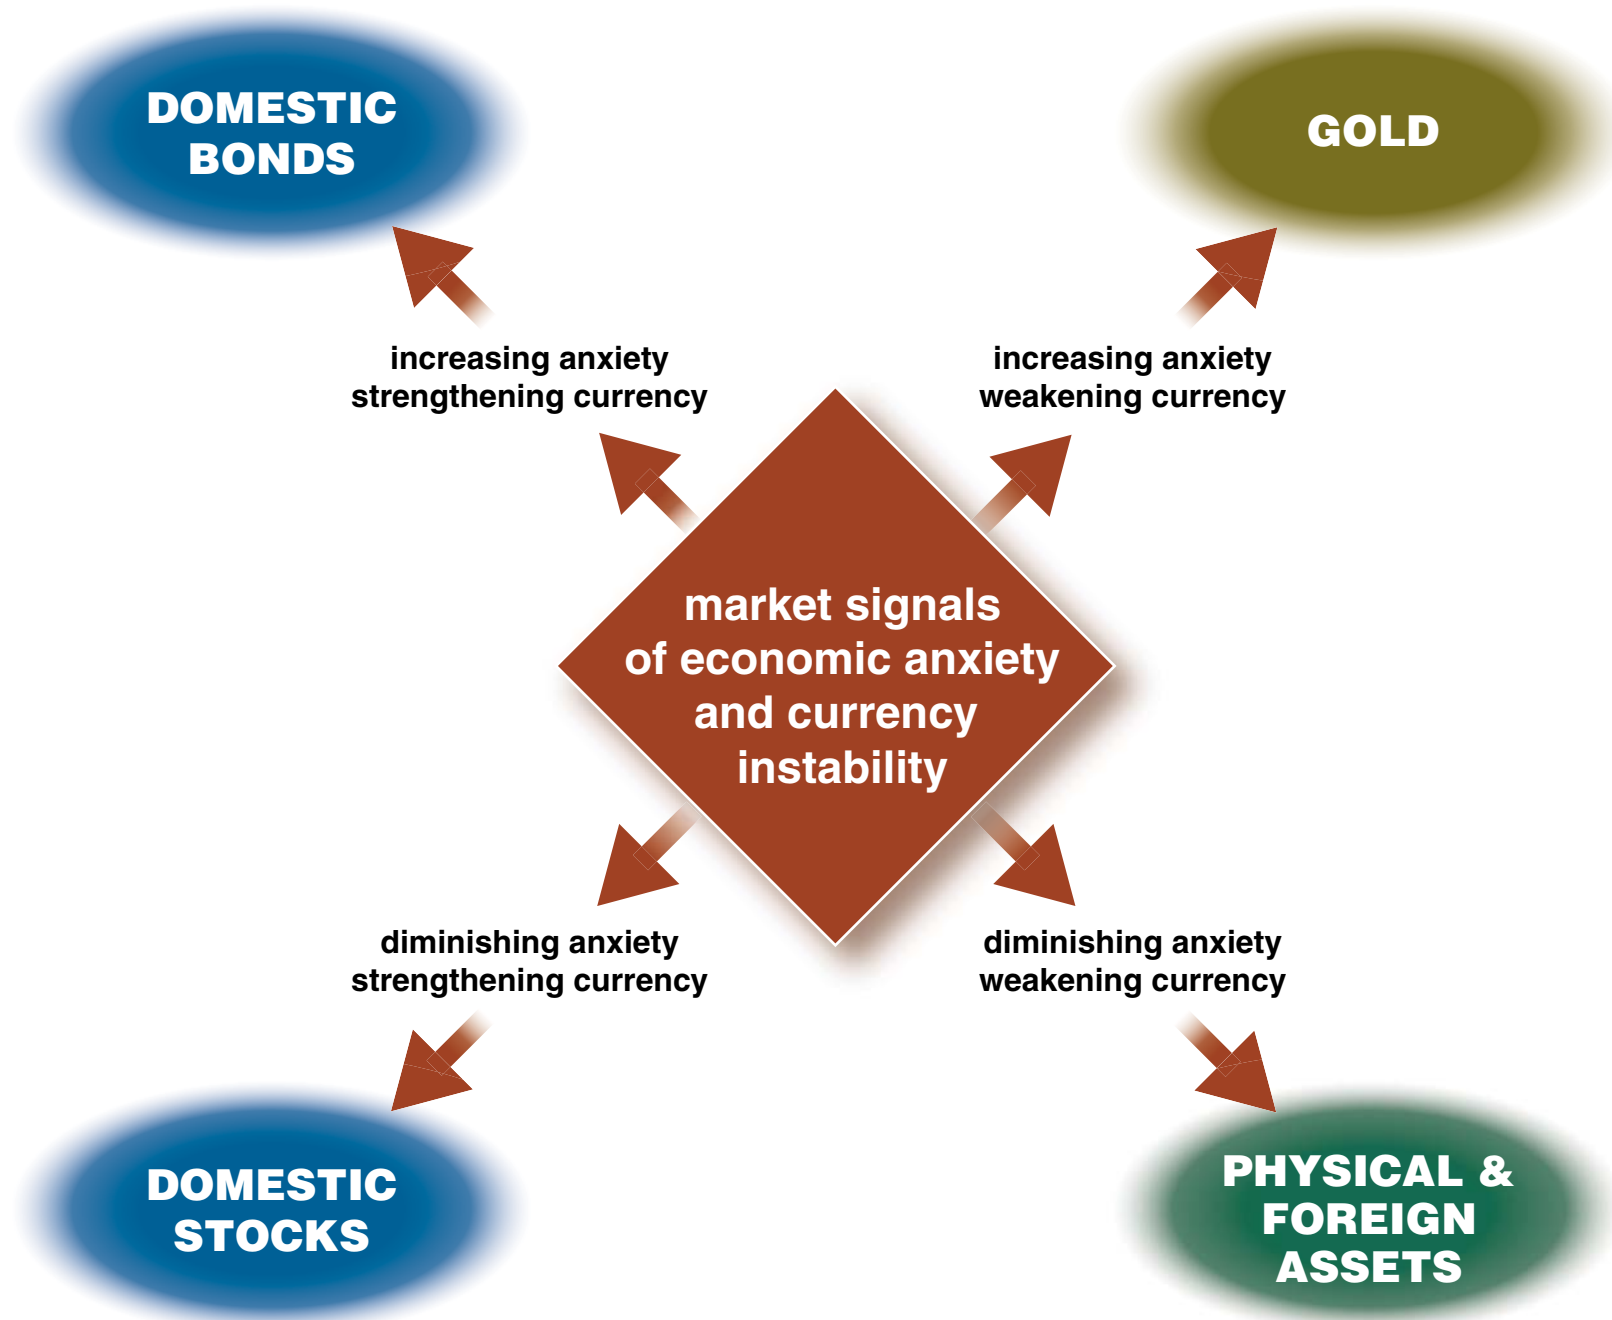 DOMESTIC
BONDS
GOLD
increasing anxiety
strengthening currency
increasing anxiety
weakening currency
market signals
of economic anxiety
and currency
instability
diminishing anxiety
strengthening currency
diminishing anxiety
weakening currency
DOMESTIC
STOCKS
PHYSICAL &
FOREIGN
ASSETS